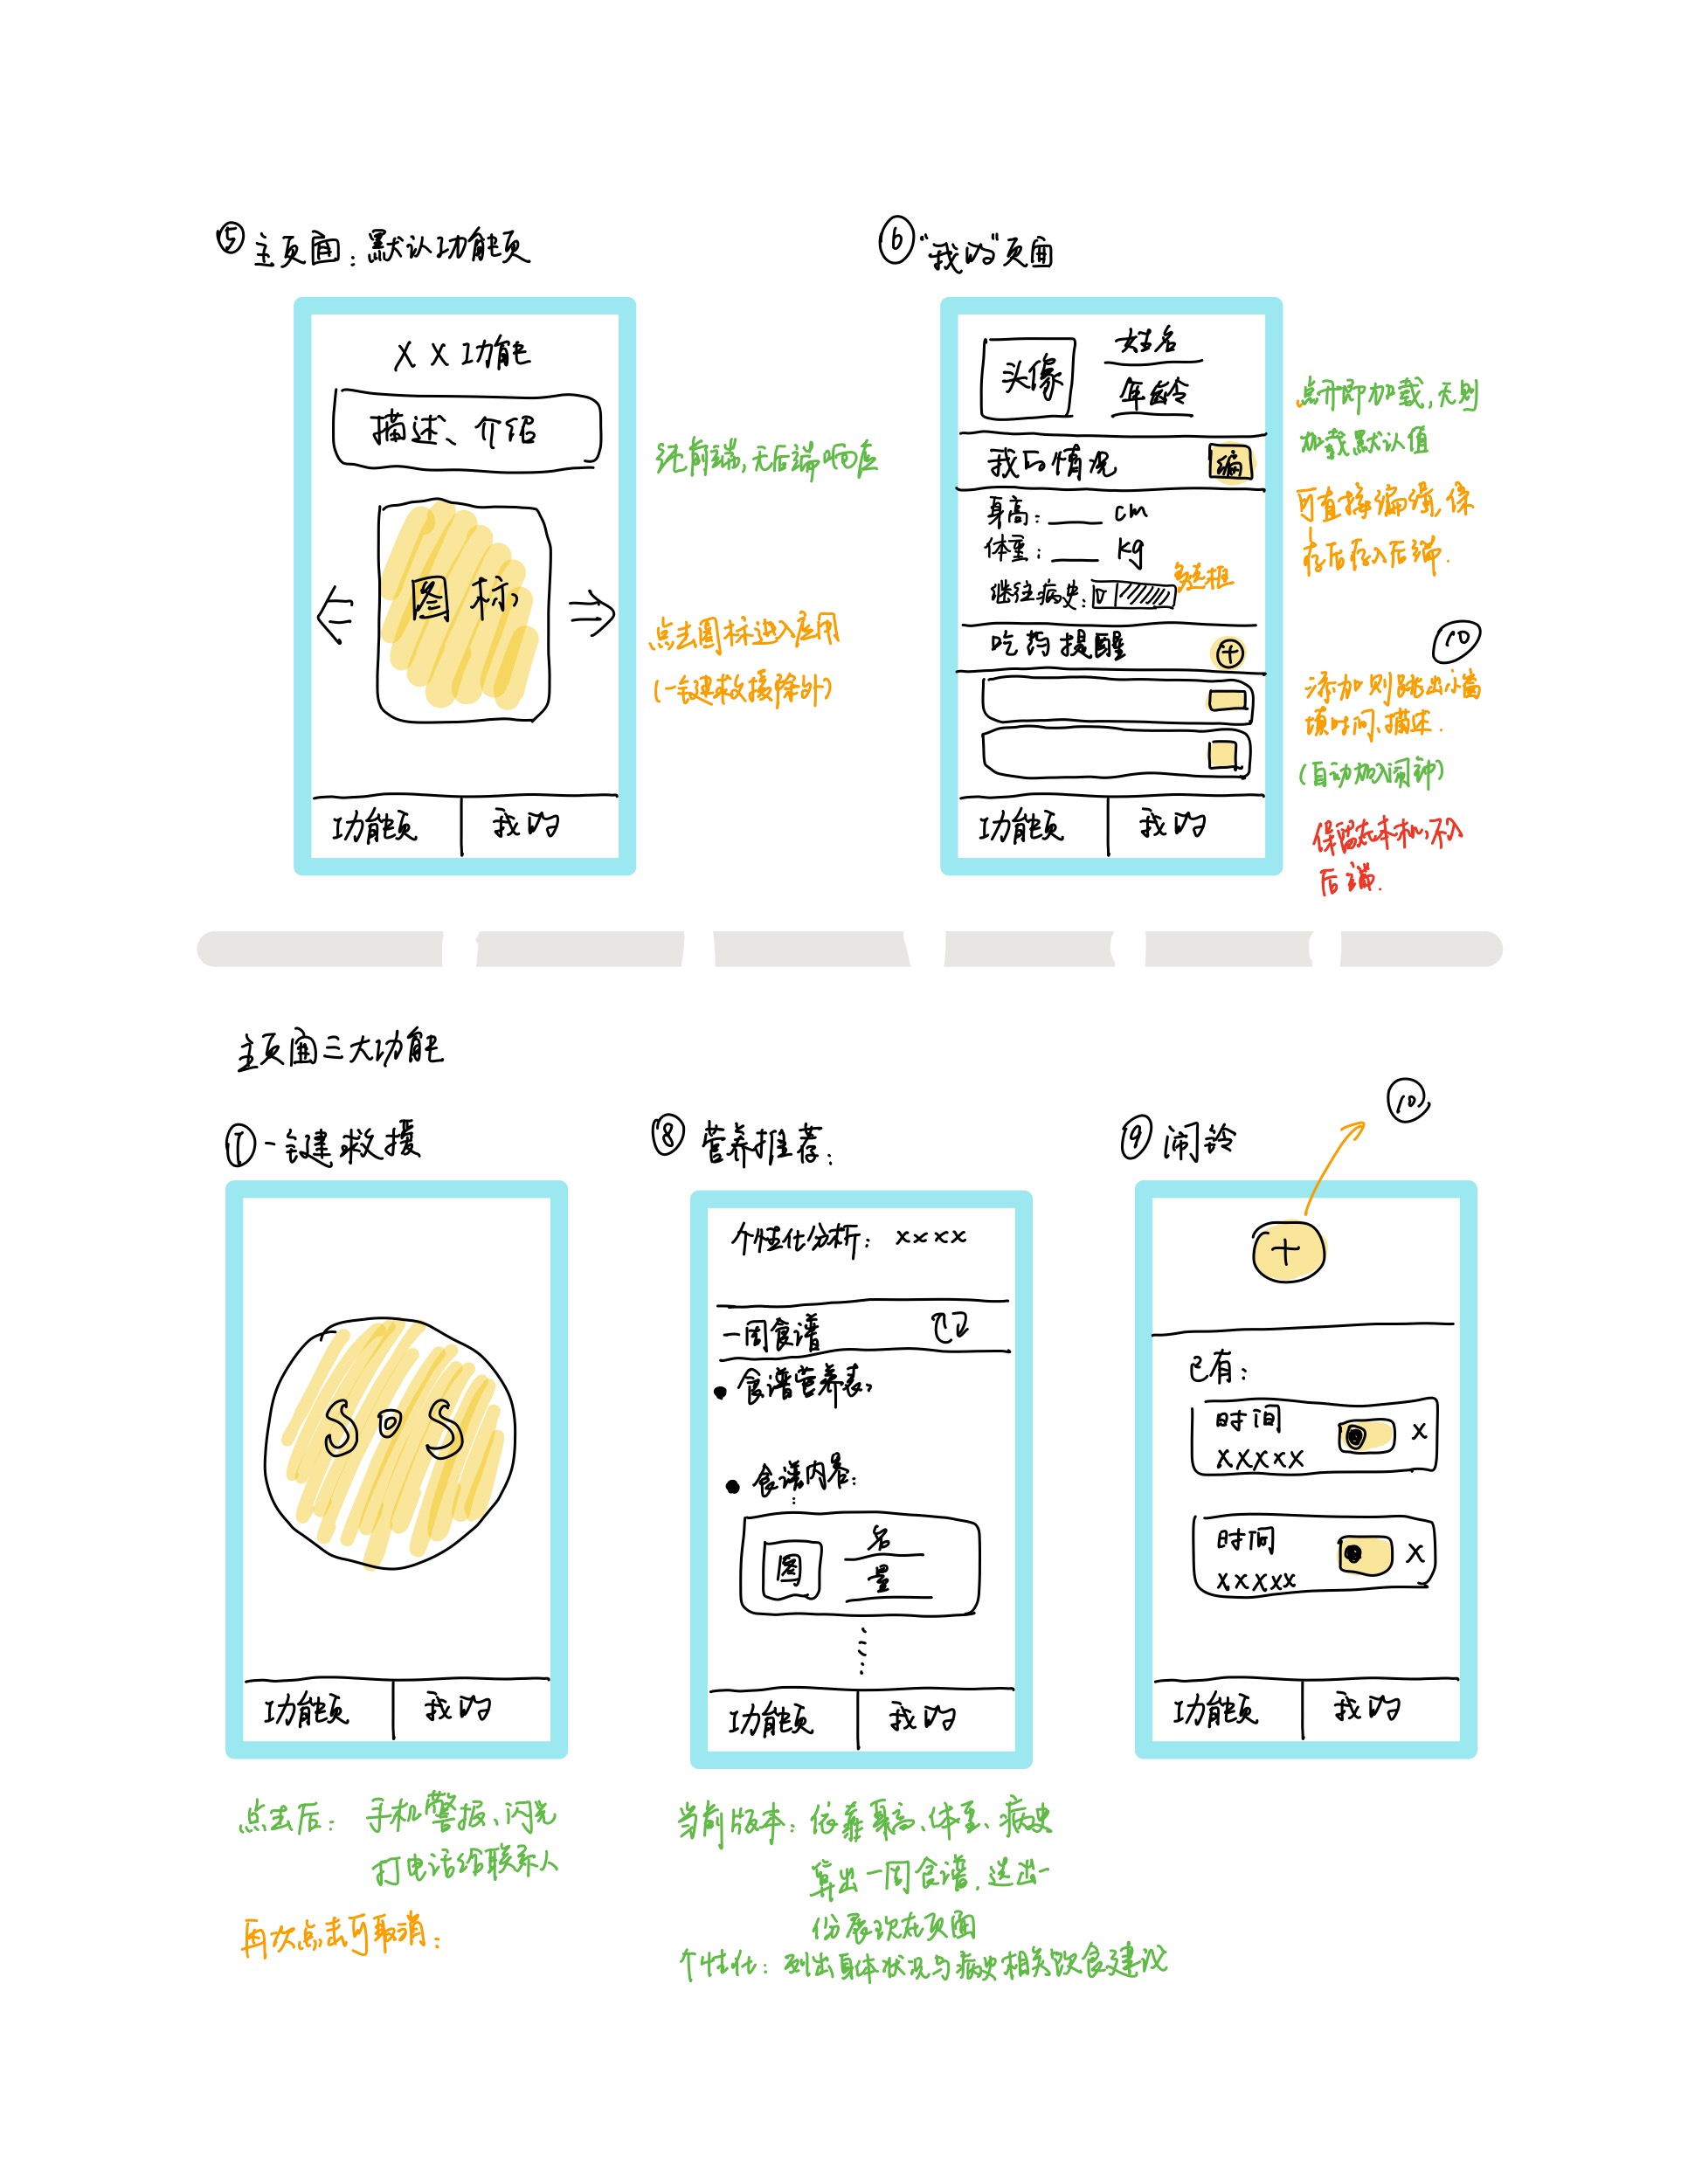 ⑤ 主页面：默认功能页
XX功能
描述、介绍
图标
功能页 我的
纯前端,无后端响应
点击图标进入应用
(一键救援除外)
⑥ "我的"页面
头像
姓名
年龄
我的情况 编
身高：____ cm
体重：____ kg
继往病史：
多选框
吃药提醒 +
功能页 我的
点开即加载,无则
加载默认值
可直接编缉,保
存后存入后端.
⑩
添加则跳出小窗
填时间、描述.
(自动加入闹钟)
保留在本机,不入
后端.
主页面三大功能
⑦ 一键救援
SOS
功能页 我的
点击后： 手机警报、闪光
打电话给联系人
再次点击可取消：
⑧ 营养推荐：
个性化分析： xxxx
一周食谱
• 食谱营养表：
• 食谱内容：
图
名
量
功能页 我的
当前版本：依靠身高、体重、病史
算出一周食谱,选出一
份展现在页面
个性化：列出身体状况与病史相关饮食建议
⑨ 闹铃
⑩
+
已有：
时间
xxxxx
x
时间
xxxxx
x
功能页 我的